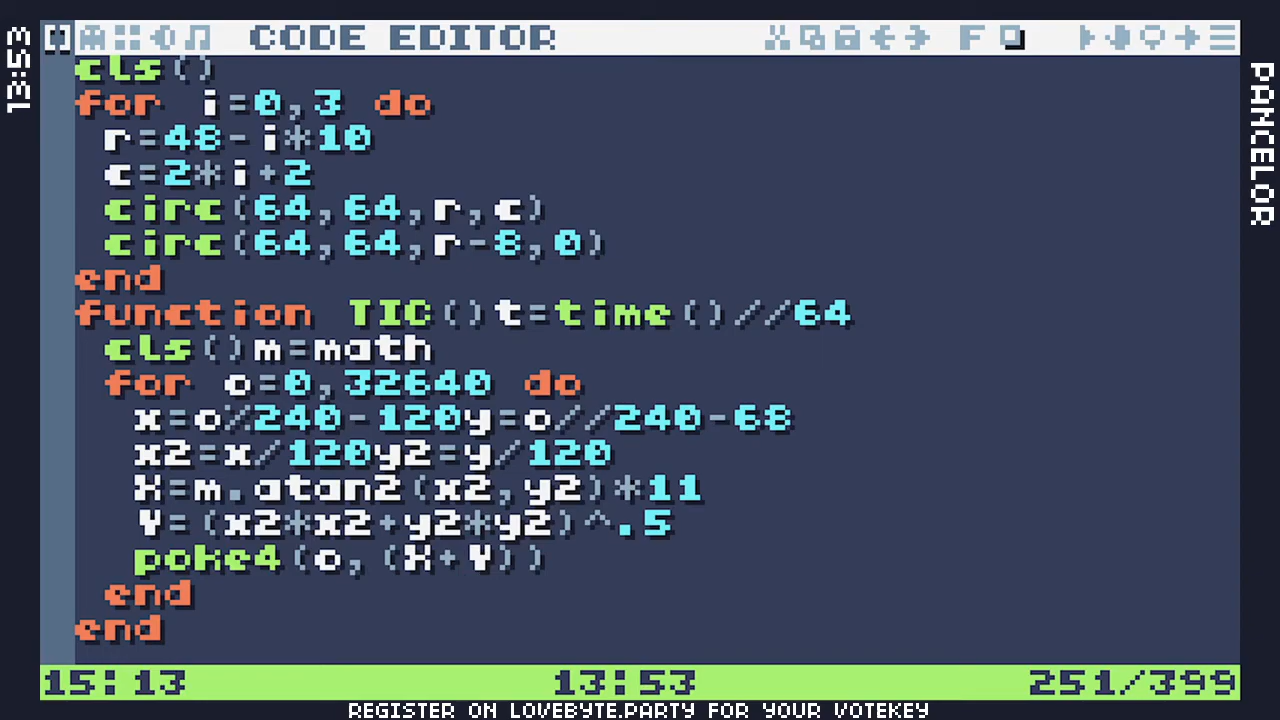 CODE EDITOR
F
cls()
for i=0,3 do
r=48-i*10
c=2*i+2
circ(64,64,r,c)
circ(64,64,r-8,0)
end
function TIC()t=time()//64
cls()m=math
for o=0,32640 do
x=o%240-120y=o//240-68
x2=x/120y2=y/120
X=m.atan2(x2,y2)*11
Y=(x2*x2+y2*y2)^.5
poke4(o,(X+Y))
end
end
15:13 13:53 251/399
REGISTER ON LOVEBYTE.PARTY FOR YOUR VOTEKEY
13:53
PANCELOR